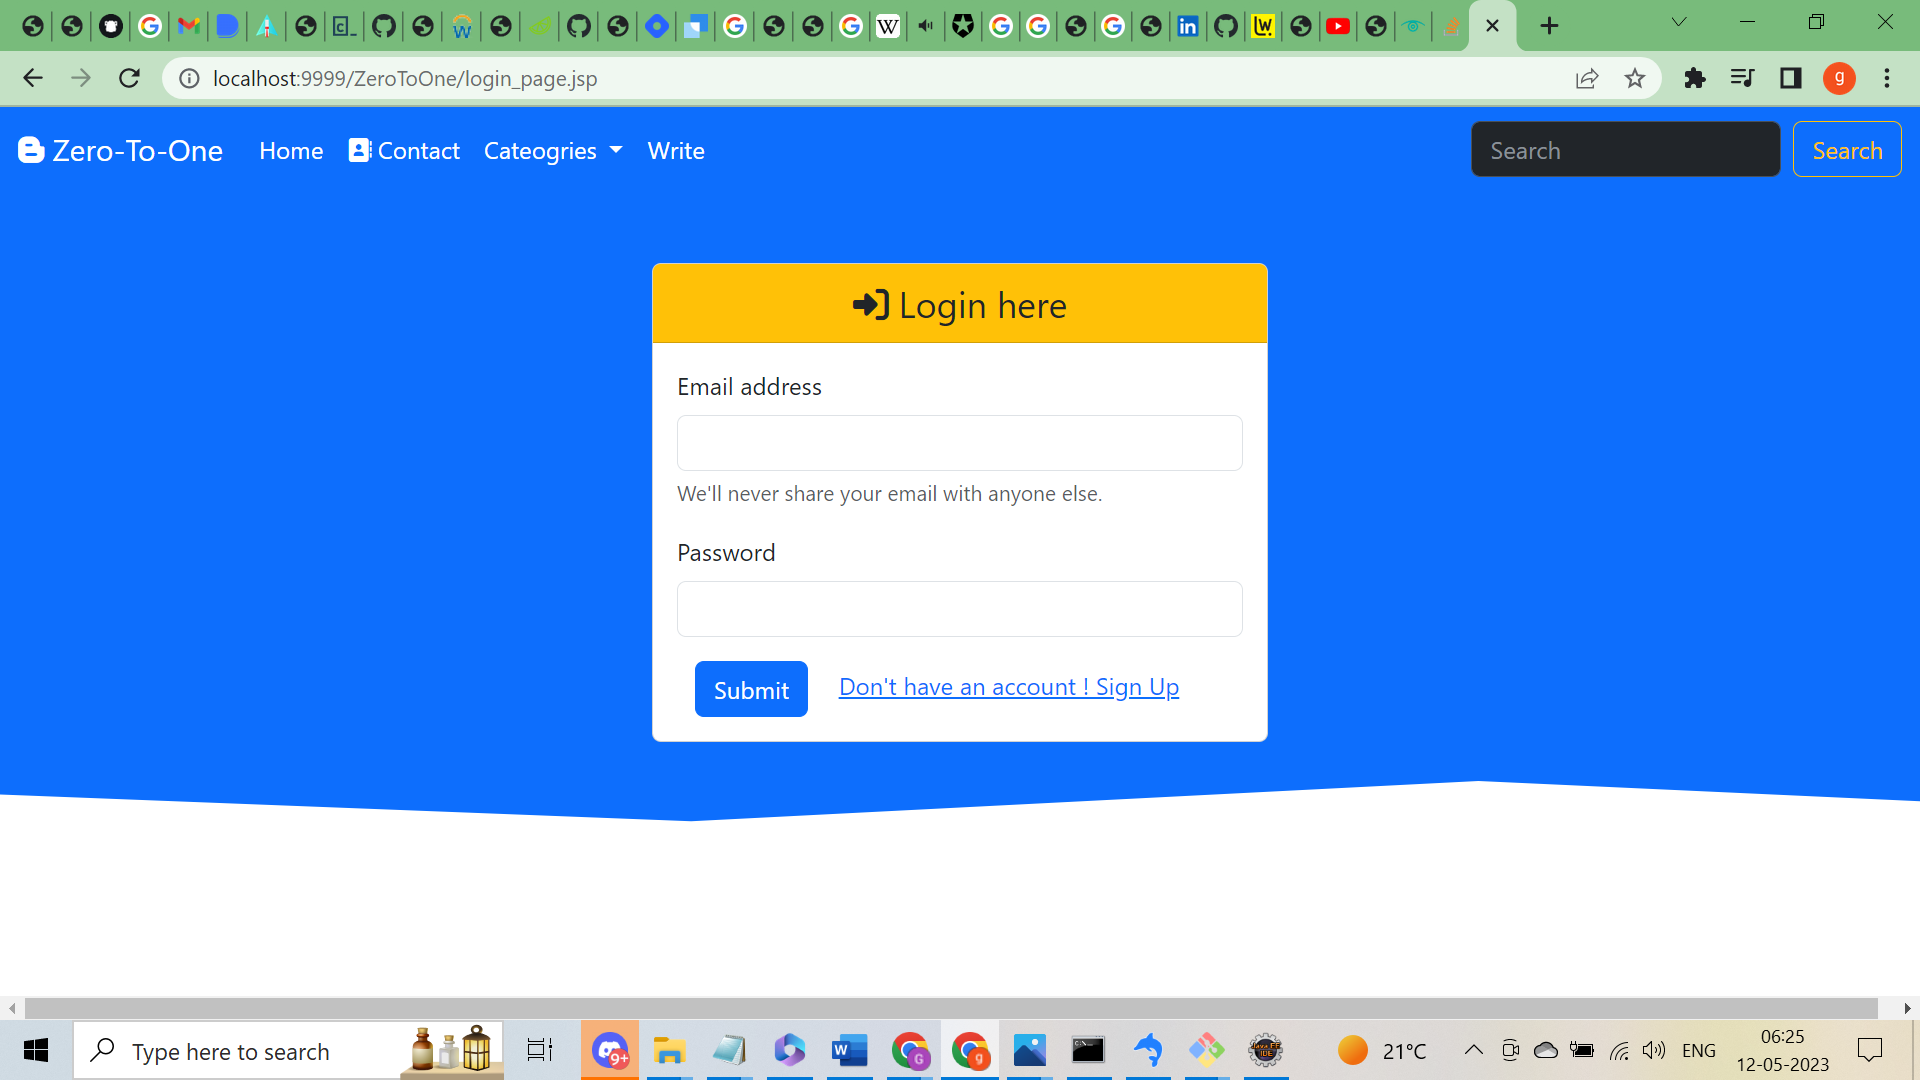 localhost:9999/ZeroToOne/login_page.jsp
g
Zero-To-One Home Contact Cateogries Write Search Search
Login here
Email address
We'll never share your email with anyone else.
Password
Submit Don't have an account ! Sign Up
Type here to search 9+ G g 21°C ENG 06:25
12-05-2023